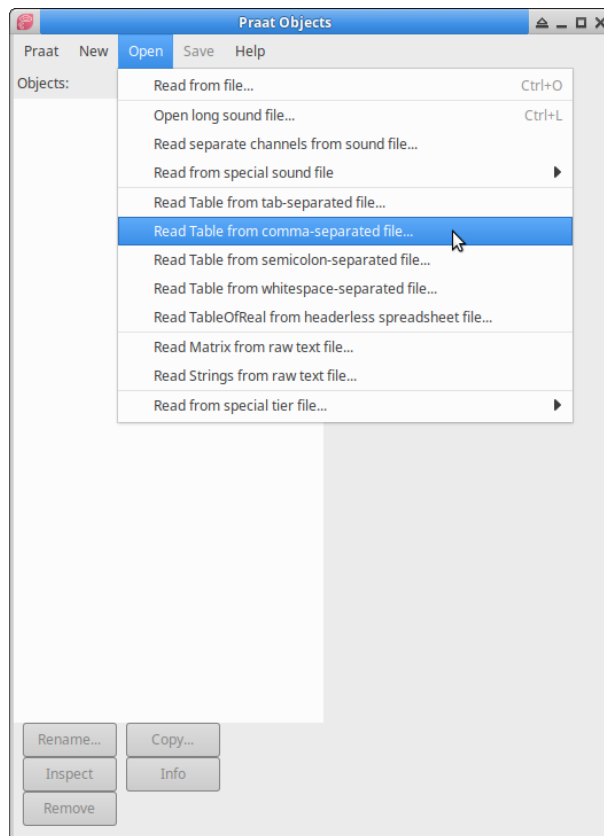 Praat Objects
Praat New Open Save Help
Objects:
Read from file... Ctrl+O
Open long sound file... Ctrl+L
Read separate channels from sound file...
Read from special sound file
Read Table from tab-separated file...
Read Table from comma-separated file...
Read Table from semicolon-separated file...
Read Table from whitespace-separated file...
Read TableOfReal from headerless spreadsheet file...
Read Matrix from raw text file...
Read Strings from raw text file...
Read from special tier file...
Rename... Copy...
Inspect Info
Remove